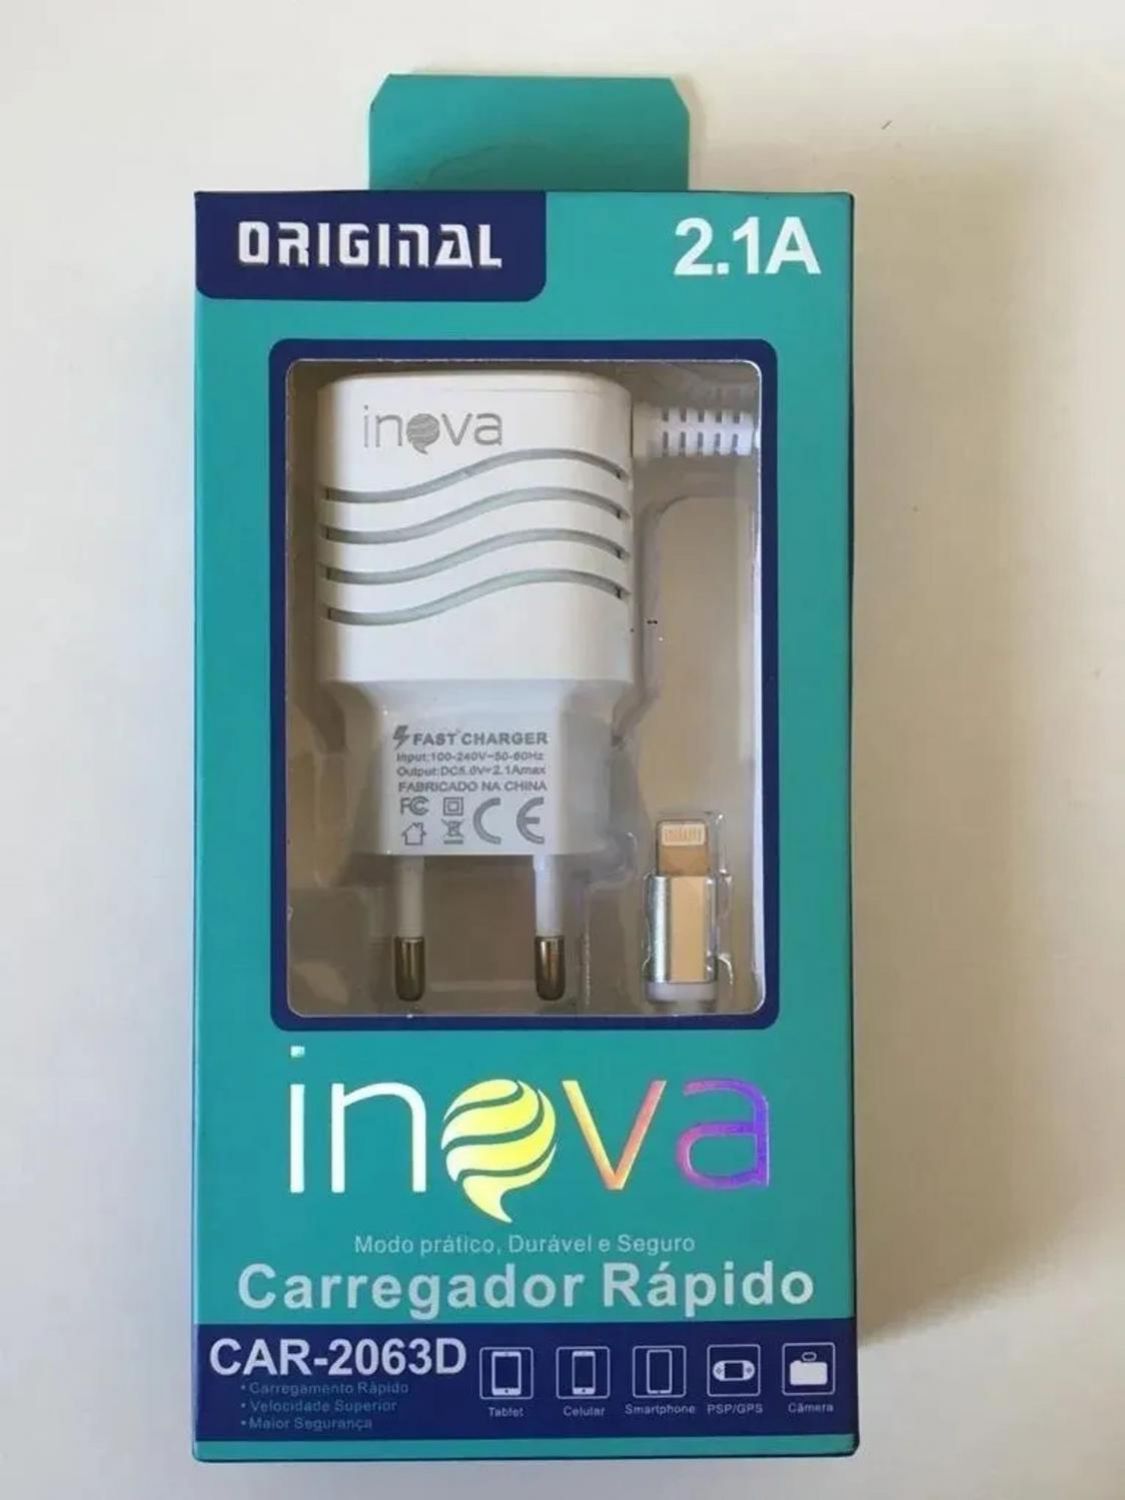 ORIGINAL
2.1A
inova
FAST CHARGER
Input:100-240V~50-60Hz
Output:DC5.0V⎓2.1Amax
FABRICADO NA CHINA
FC
CE
inova
Modo prático, Durável e Seguro
Carregador Rápido
CAR-2063D
• Carregamento Rápido
• Velocidade Superior
• Maior Segurança
Tablet
Celular
Smartphone
PSP/GPS
Câmera